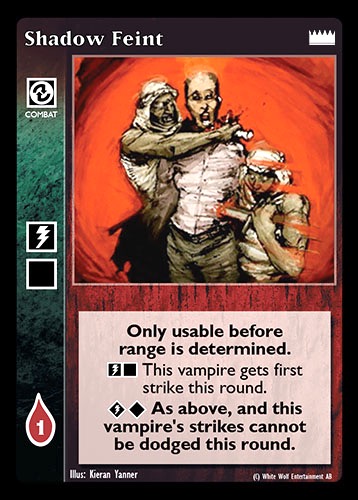 Shadow Feint
COMBAT
Only usable before
range is determined.
This vampire gets first
strike this round.
As above, and this
vampire's strikes cannot
be dodged this round.
1
Illus: Kieran Yanner
(C) White Wolf Entertainment AB